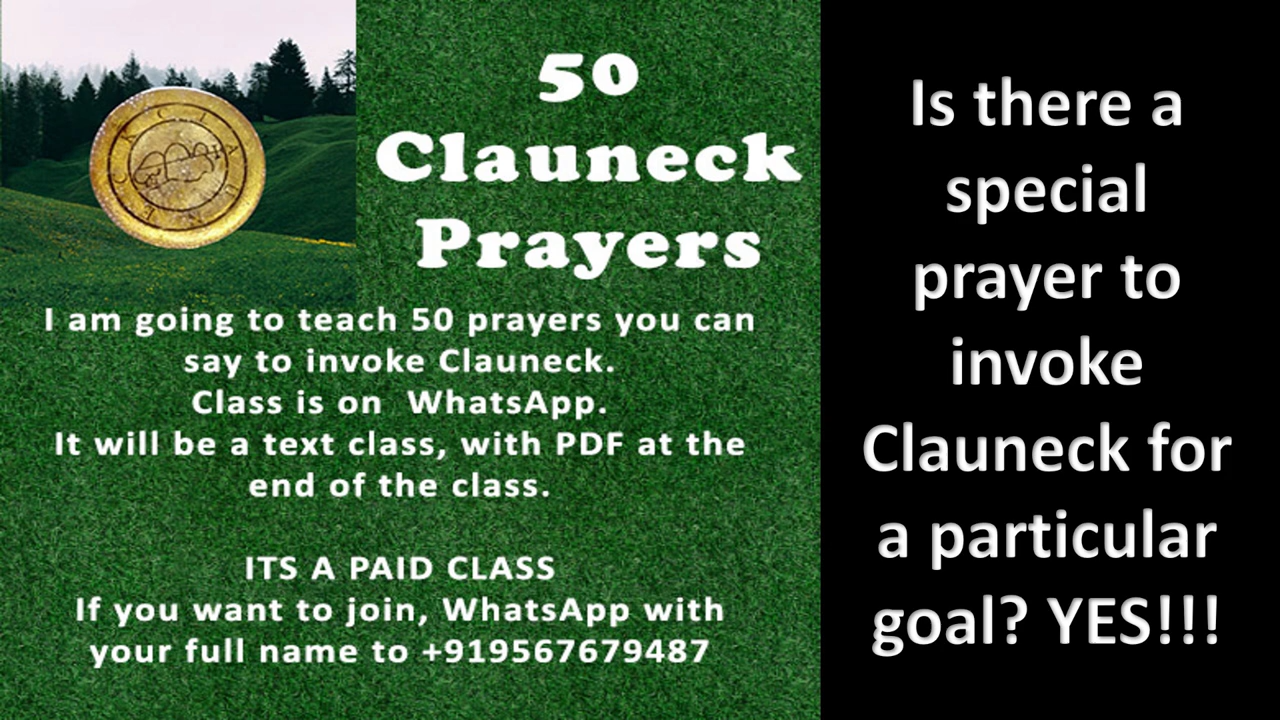 50
Clauneck
Prayers
I am going to teach 50 prayers you can
say to invoke Clauneck.
Class is on  WhatsApp.
It will be a text class, with PDF at the
end of the class.
ITS A PAID CLASS
If you want to join, WhatsApp with
your full name to +919567679487
Is there a
special
prayer to
invoke
Clauneck for
a particular
goal? YES!!!
CLAUNECK